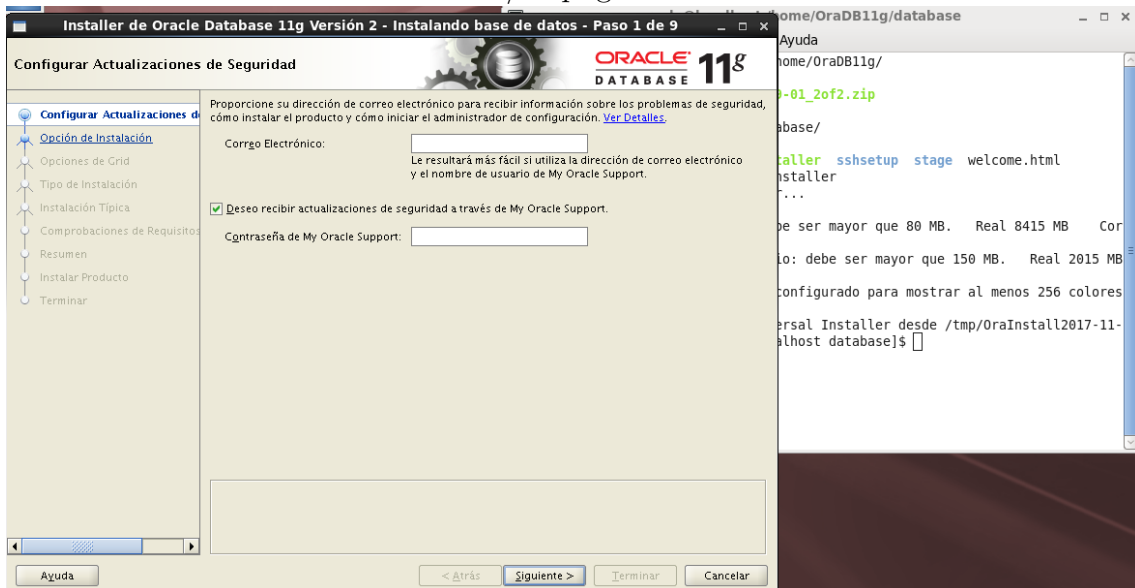 Installer de Oracle Database 11g Versión 2 - Instalando base de datos - Paso 1 de 9
Configurar Actualizaciones de Seguridad
ORACLE 11g
DATABASE
Configurar Actualizaciones d
Opción de Instalación
Opciones de Grid
Tipo de Instalación
Instalación Típica
Comprobaciones de Requisitos
Resumen
Instalar Producto
Terminar
Proporcione su dirección de correo electrónico para recibir información sobre los problemas de seguridad,
cómo instalar el producto y cómo iniciar el administrador de configuración. Ver Detalles.
Correo Electrónico:
Le resultará más fácil si utiliza la dirección de correo electrónico
y el nombre de usuario de My Oracle Support.
Deseo recibir actualizaciones de seguridad a través de My Oracle Support.
Contraseña de My Oracle Support:
Ayuda
< Atrás
Siguiente >
Terminar
Cancelar
ome/OraDB11g/database
Ayuda
ome/OraDB11g/
-01_2of2.zip
base/
aller sshsetup stage welcome.html
nstaller
...
be ser mayor que 80 MB. Real 8415 MB Cor
io: debe ser mayor que 150 MB. Real 2015 MB
configurado para mostrar al menos 256 colores
ersal Installer desde /tmp/OraInstall2017-11-
alhost database]$